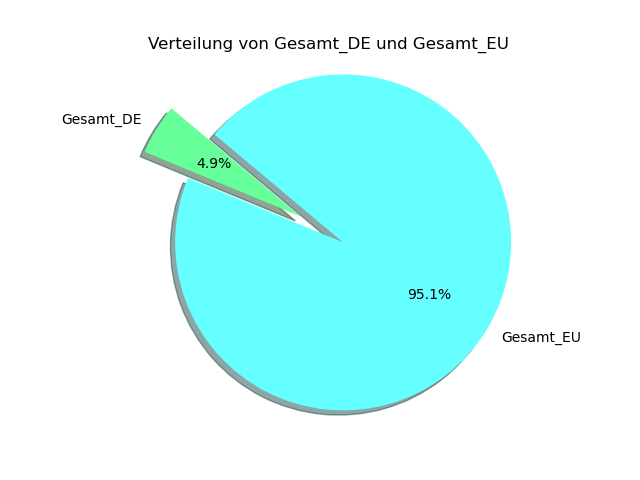 Verteilung von Gesamt_DE und Gesamt_EU
Gesamt_DE
4.9%
95.1%
Gesamt_EU